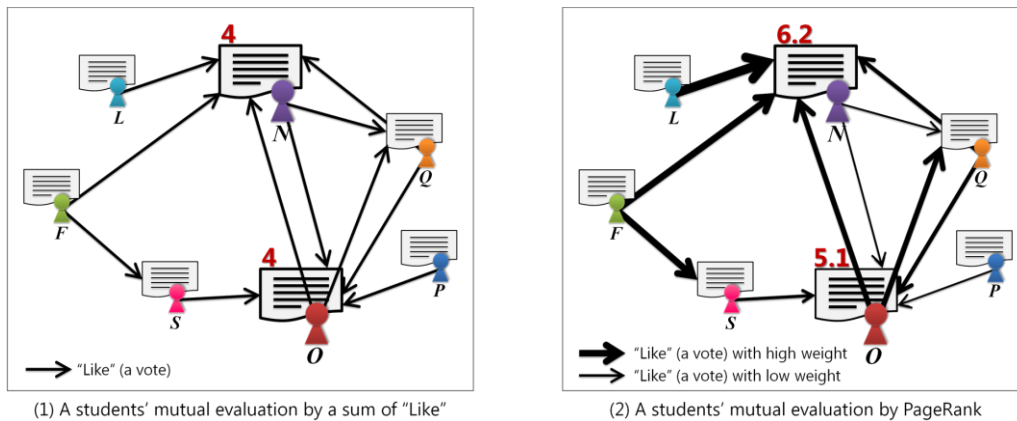 4
L
N
Q
F
4
P
S
O
"Like" (a vote)
(1) A students' mutual evaluation by a sum of "Like"
6.2
L
N
Q
F
5.1
P
S
O
"Like" (a vote) with high weight
"Like" (a vote) with low weight
(2) A students' mutual evaluation by PageRank